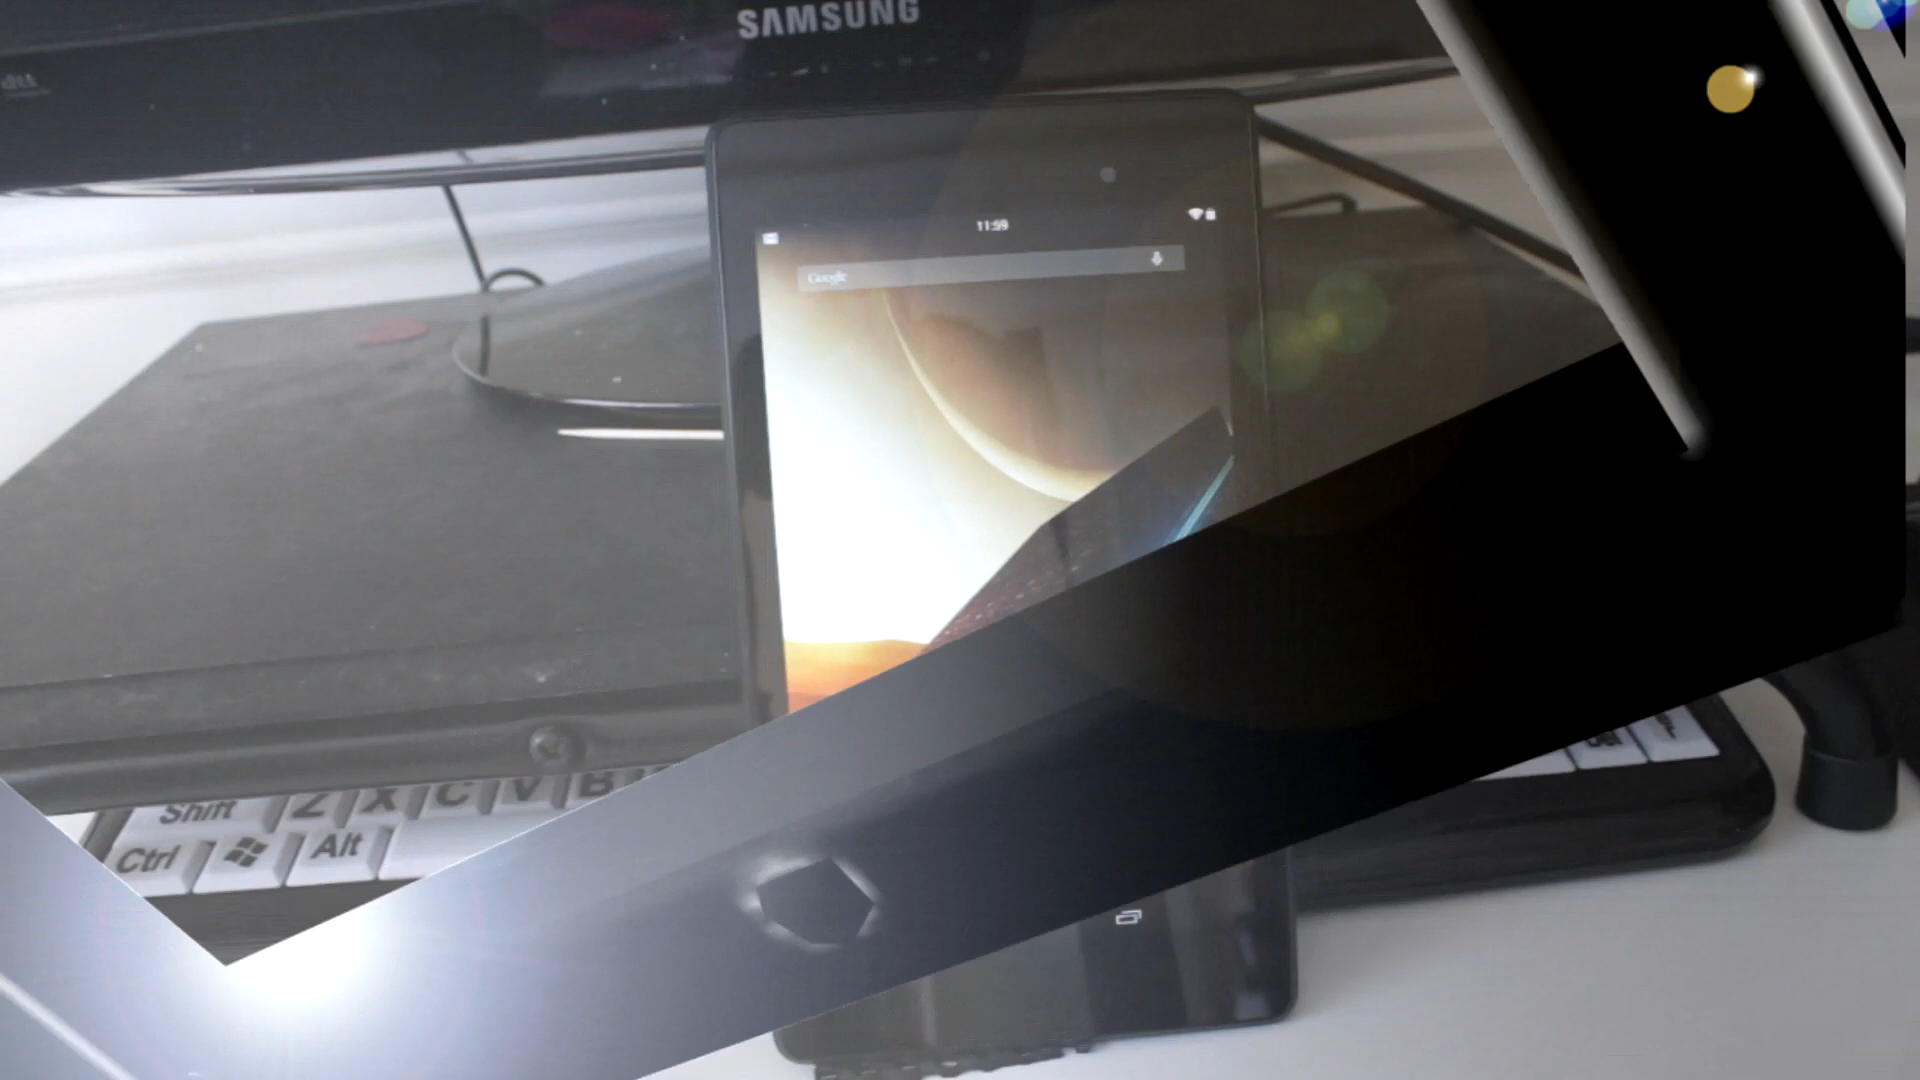 SAMSUNG
11:59
Google
Shift Z X C V B
Ctrl Alt